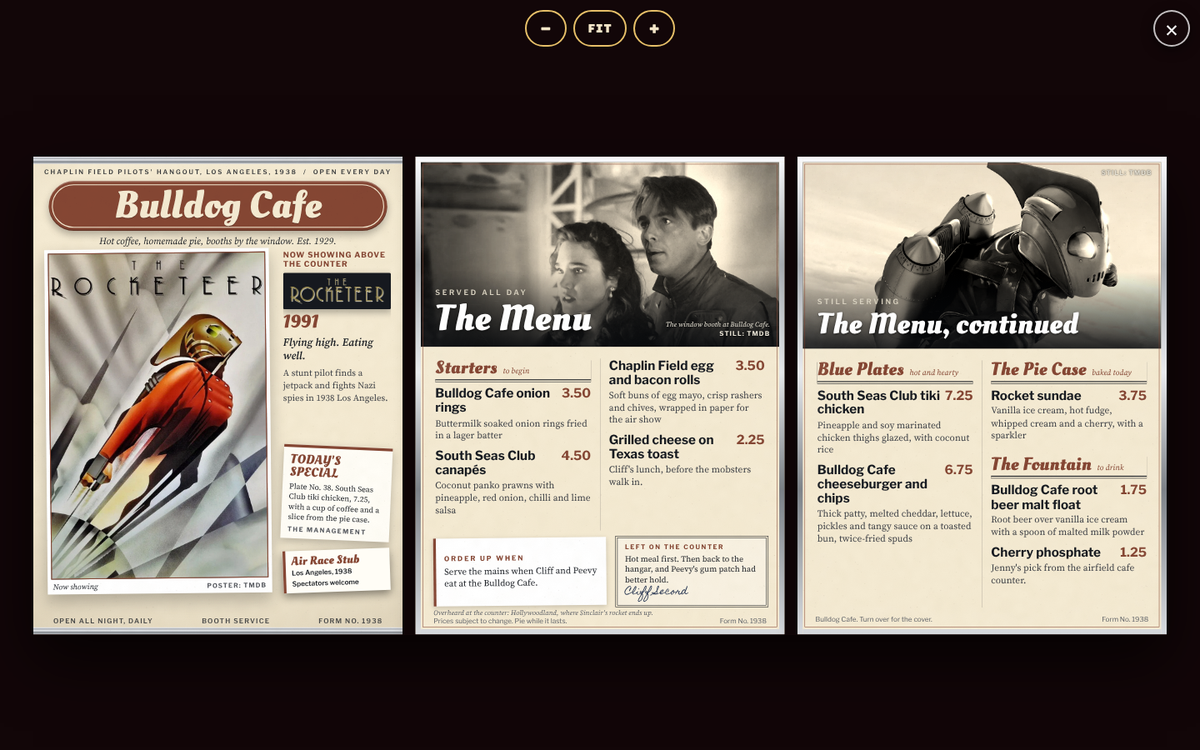 − FIT + ×
CHAPLIN FIELD PILOTS' HANGOUT, LOS ANGELES, 1938 / OPEN EVERY DAY
Bulldog Cafe
Hot coffee, homemade pie, booths by the window. Est. 1929.
THE
ROCKETEER
Now showing
POSTER: TMDB
NOW SHOWING ABOVE
THE COUNTER
THE
ROCKETEER
1991
Flying high. Eating
well.
A stunt pilot finds a
jetpack and fights Nazi
spies in 1938 Los Angeles.
TODAY'S
SPECIAL
Plate No. 38. South Seas
Club tiki chicken, 7.25,
with a cup of coffee and a
slice from the pie case.
THE MANAGEMENT
Air Race Stub
Los Angeles, 1938
Spectators welcome
OPEN ALL NIGHT, DAILY
BOOTH SERVICE
FORM NO. 1938
SERVED ALL DAY
The Menu
The window booth at Bulldog Cafe.
STILL: TMDB
Starters to begin
Bulldog Cafe onion 3.50
rings
Buttermilk soaked onion rings fried
in a lager batter
South Seas Club 4.50
canapés
Coconut panko prawns with
pineapple, red onion, chilli and lime
salsa
Chaplin Field egg 3.50
and bacon rolls
Soft buns of egg mayo, crisp rashers
and chives, wrapped in paper for
the air show
Grilled cheese on 2.25
Texas toast
Cliff's lunch, before the mobsters
walk in.
ORDER UP WHEN
Serve the mains when Cliff and Peevy
eat at the Bulldog Cafe.
LEFT ON THE COUNTER
Hot meal first. Then back to the
hangar, and Peevy's gum patch had
better hold.
Cliff Secord
Overheard at the counter: Hollywoodland, where Sinclair's rocket ends up.
Prices subject to change. Pie while it lasts.
Form No. 1938
STILL: TMDB
STILL SERVING
The Menu, continued
Blue Plates hot and hearty
South Seas Club tiki 7.25
chicken
Pineapple and soy marinated
chicken thighs glazed, with coconut
rice
Bulldog Cafe 6.75
cheeseburger and
chips
Thick patty, melted cheddar, lettuce,
pickles and tangy sauce on a toasted
bun, twice-fried spuds
The Pie Case baked today
Rocket sundae 3.75
Vanilla ice cream, hot fudge,
whipped cream and a cherry, with a
sparkler
The Fountain to drink
Bulldog Cafe root 1.75
beer malt float
Root beer over vanilla ice cream
with a spoon of malted milk powder
Cherry phosphate 1.25
Jenny's pick from the airfield cafe
counter.
Bulldog Cafe. Turn over for the cover.
Form No. 1938